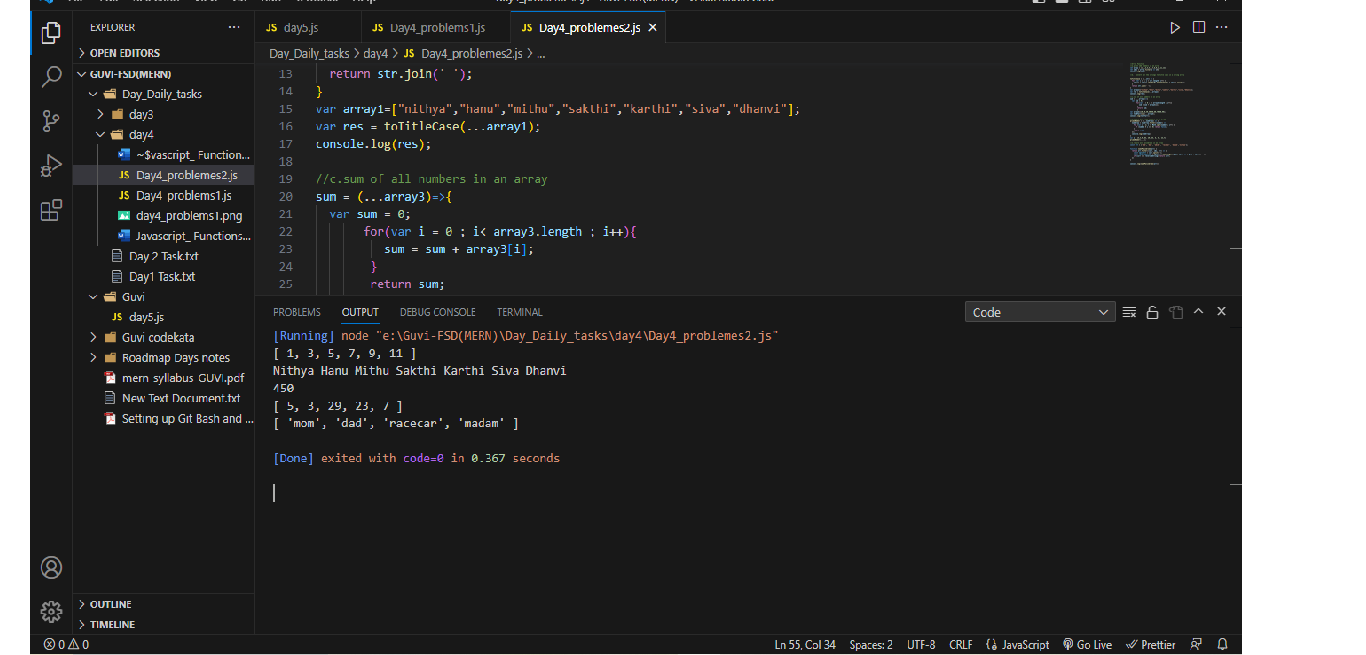 EXPLORER
OPEN EDITORS
GUVI-FSD(MERN)
Day_Daily_tasks
day3
day4
~$vascript_ Function...
Day4_problemes2.js
Day4_problems1.js
day4_problems1.png
Javascript_ Functions...
Day 2 Task.txt
Day1 Task.txt
Guvi
day5.js
Guvi codekata
Roadmap Days notes
mern-syllabus-GUVI.pdf
New Text Document.txt
Setting up Git Bash and ...
OUTLINE
TIMELINE
JS day5.js
JS Day4_problems1.js
JS Day4_problemes2.js
Day_Daily_tasks > day4 > JS Day4_problemes2.js > ...
13 return str.join(' ');
14 }
15 var array1=["nithya","hanu","mithu","sakthi","karthi","siva","dhanvi"];
16 var res = toTitleCase(...array1);
17 console.log(res);
18
19 //c.sum of all numbers in an array
20 sum = (...array3)=>{
21 var sum = 0;
22 for(var i = 0 ; i< array3.length ; i++){
23 sum = sum + array3[i];
24 }
25 return sum;
PROBLEMS OUTPUT DEBUG CONSOLE TERMINAL
Code
[Running] node "e:\Guvi-FSD(MERN)\Day_Daily_tasks\day4\Day4_problemes2.js"
[ 1, 3, 5, 7, 9, 11 ]
Nithya Hanu Mithu Sakthi Karthi Siva Dhanvi
450
[ 5, 3, 29, 23, 7 ]
[ 'mom', 'dad', 'racecar', 'madam' ]
[Done] exited with code=0 in 0.367 seconds
0 0
Ln 55, Col 34 Spaces: 2 UTF-8 CRLF JavaScript Go Live Prettier